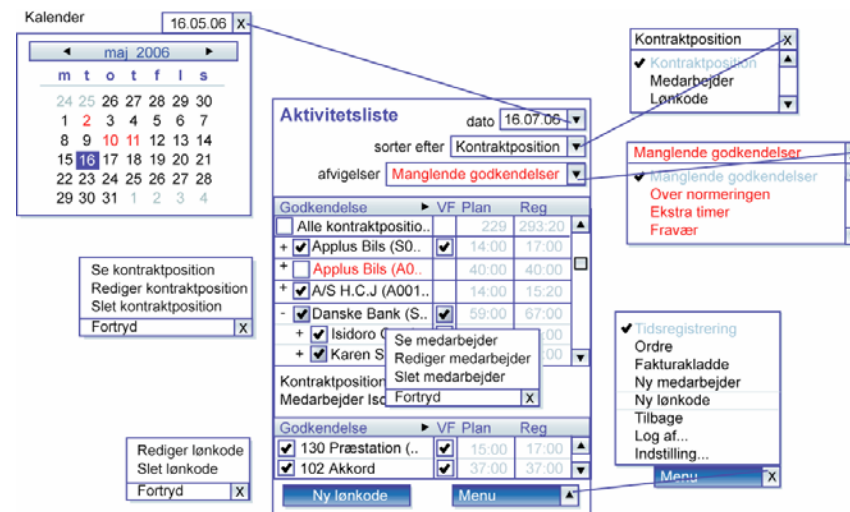 Kalender
16.05.06 X
maj 2006
m t o t f l s
24 25 26 27 28 29 30
1 2 3 4 5 6 7
8 9 10 11 12 13 14
15 16 17 18 19 20 21
22 23 24 25 26 27 28
29 30 31 1 2 3 4
Kontraktposition X
✔ Kontraktposition
Medarbejder
Lønkode
Aktivitetsliste
dato 16.07.06
sorter efter Kontraktposition
afvigelser Manglende godkendelser
Manglende godkendelser
✔ Manglende godkendelser
Over normeringen
Ekstra timer
Fravær
Godkendelse VF Plan Reg
Alle kontraktpositio.. 229 293:20
+ ✔ Applus Bils (S0.. ✔ 14:00 17:00
+ Applus Bils (A0.. 40:00 40:00
+ ✔ A/S H.C.J (A001.. 14:00 15:20
- ✔ Danske Bank (S.. ✔ 59:00 67:00
+ ✔ Isidoro
+ ✔ Karen S
Kontraktposition
Medarbejder
Se kontraktposition
Rediger kontraktposition
Slet kontraktposition
Fortryd X
Se medarbejder
Rediger medarbejder
Slet medarbejder
Fortryd X
✔ Tidsregistrering
Ordre
Fakturakladde
Ny medarbejder
Ny lønkode
Tilbage
Log af...
Indstilling...
Menu X
Godkendelse VF Plan Reg
✔ 130 Præstation (.. ✔ 15:00 17:00
✔ 102 Akkord ✔ 37:00 37:00
Ny lønkode Menu
Rediger lønkode
Slet lønkode
Fortryd X